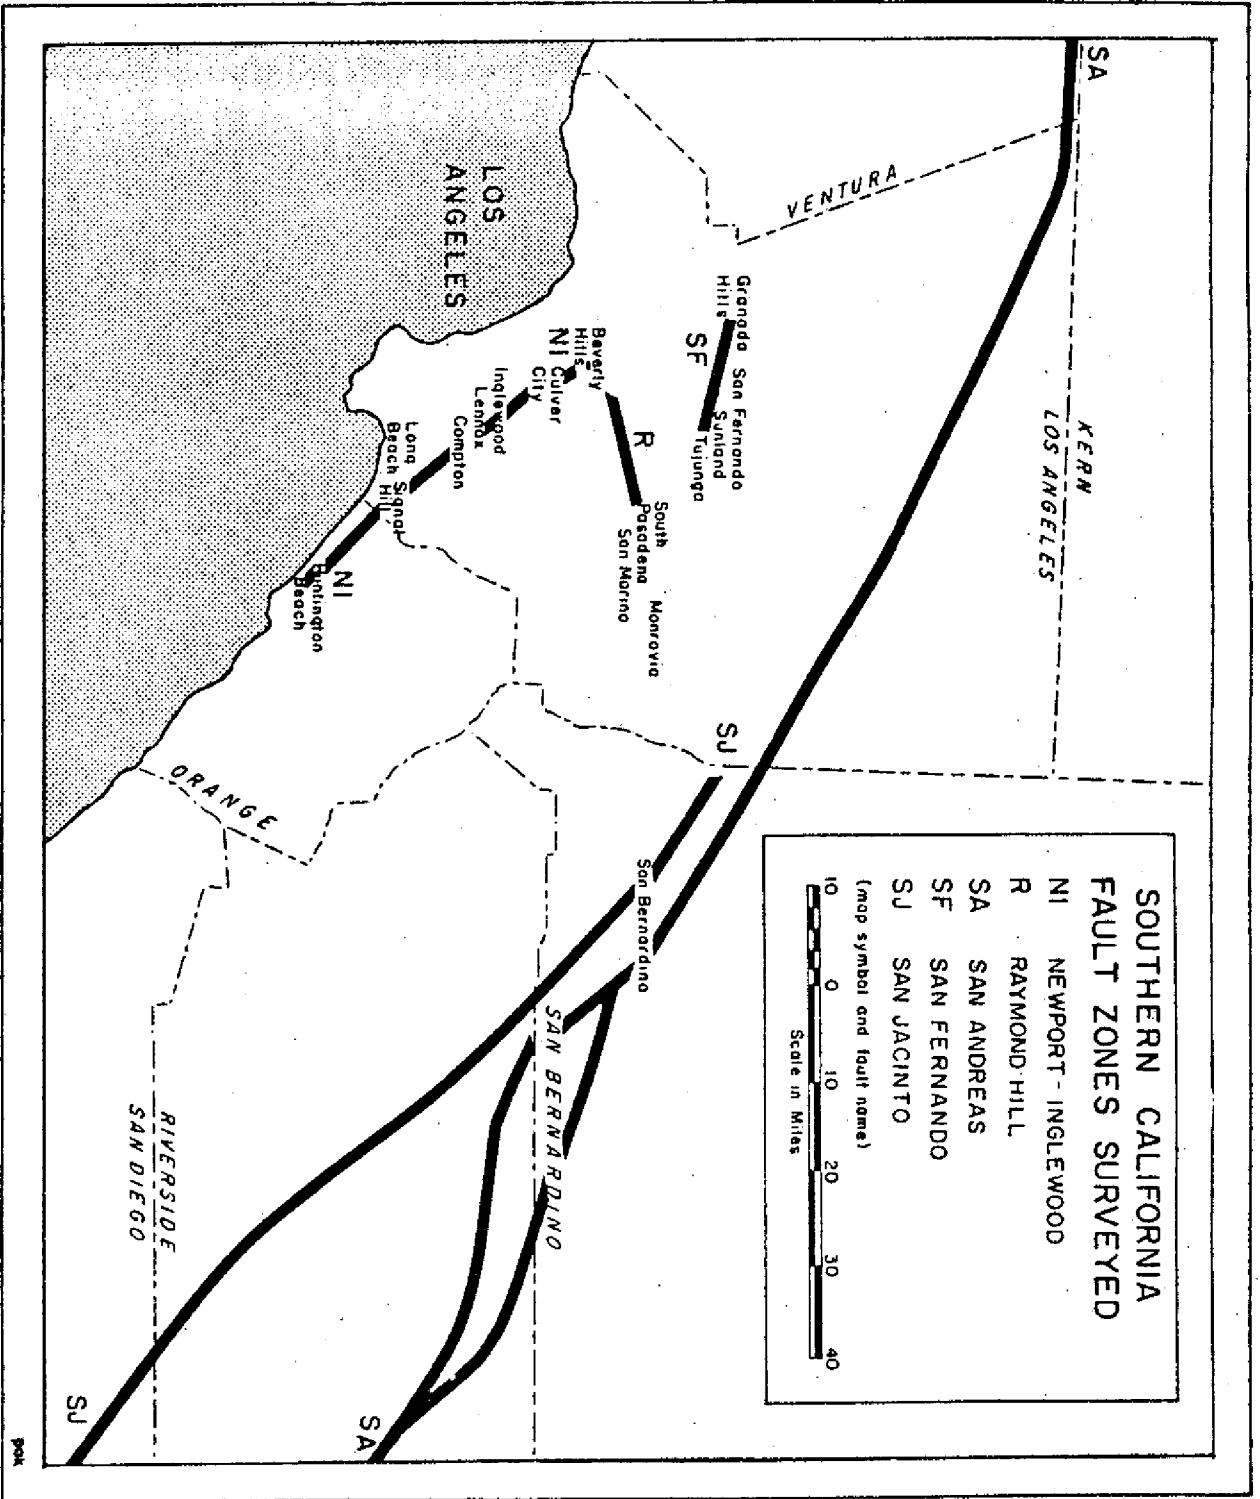 SOUTHERN CALIFORNIA
FAULT ZONES SURVEYED
NI NEWPORT - INGLEWOOD
R RAYMOND HILL
SA SAN ANDREAS
SF SAN FERNANDO
SJ SAN JACINTO
(map symbol and fault name)
10 0 10 20 30 40
Scale in Miles
SA
KERN
LOS ANGELES
VENTURA
Granada
Hills
San Fernando
Sunland
Tujunga
SF
SJ
South
Pasadena
San Marino
Monrovia
R
Beverly
Hills
NI
Culver
City
Inglewood
Lennox
Compton
Long
Beach
Signal
Hill
NI
Huntington
Beach
LOS
ANGELES
San Bernardino
SAN BERNARDINO
ORANGE
RIVERSIDE
SAN DIEGO
SA
SJ
pak